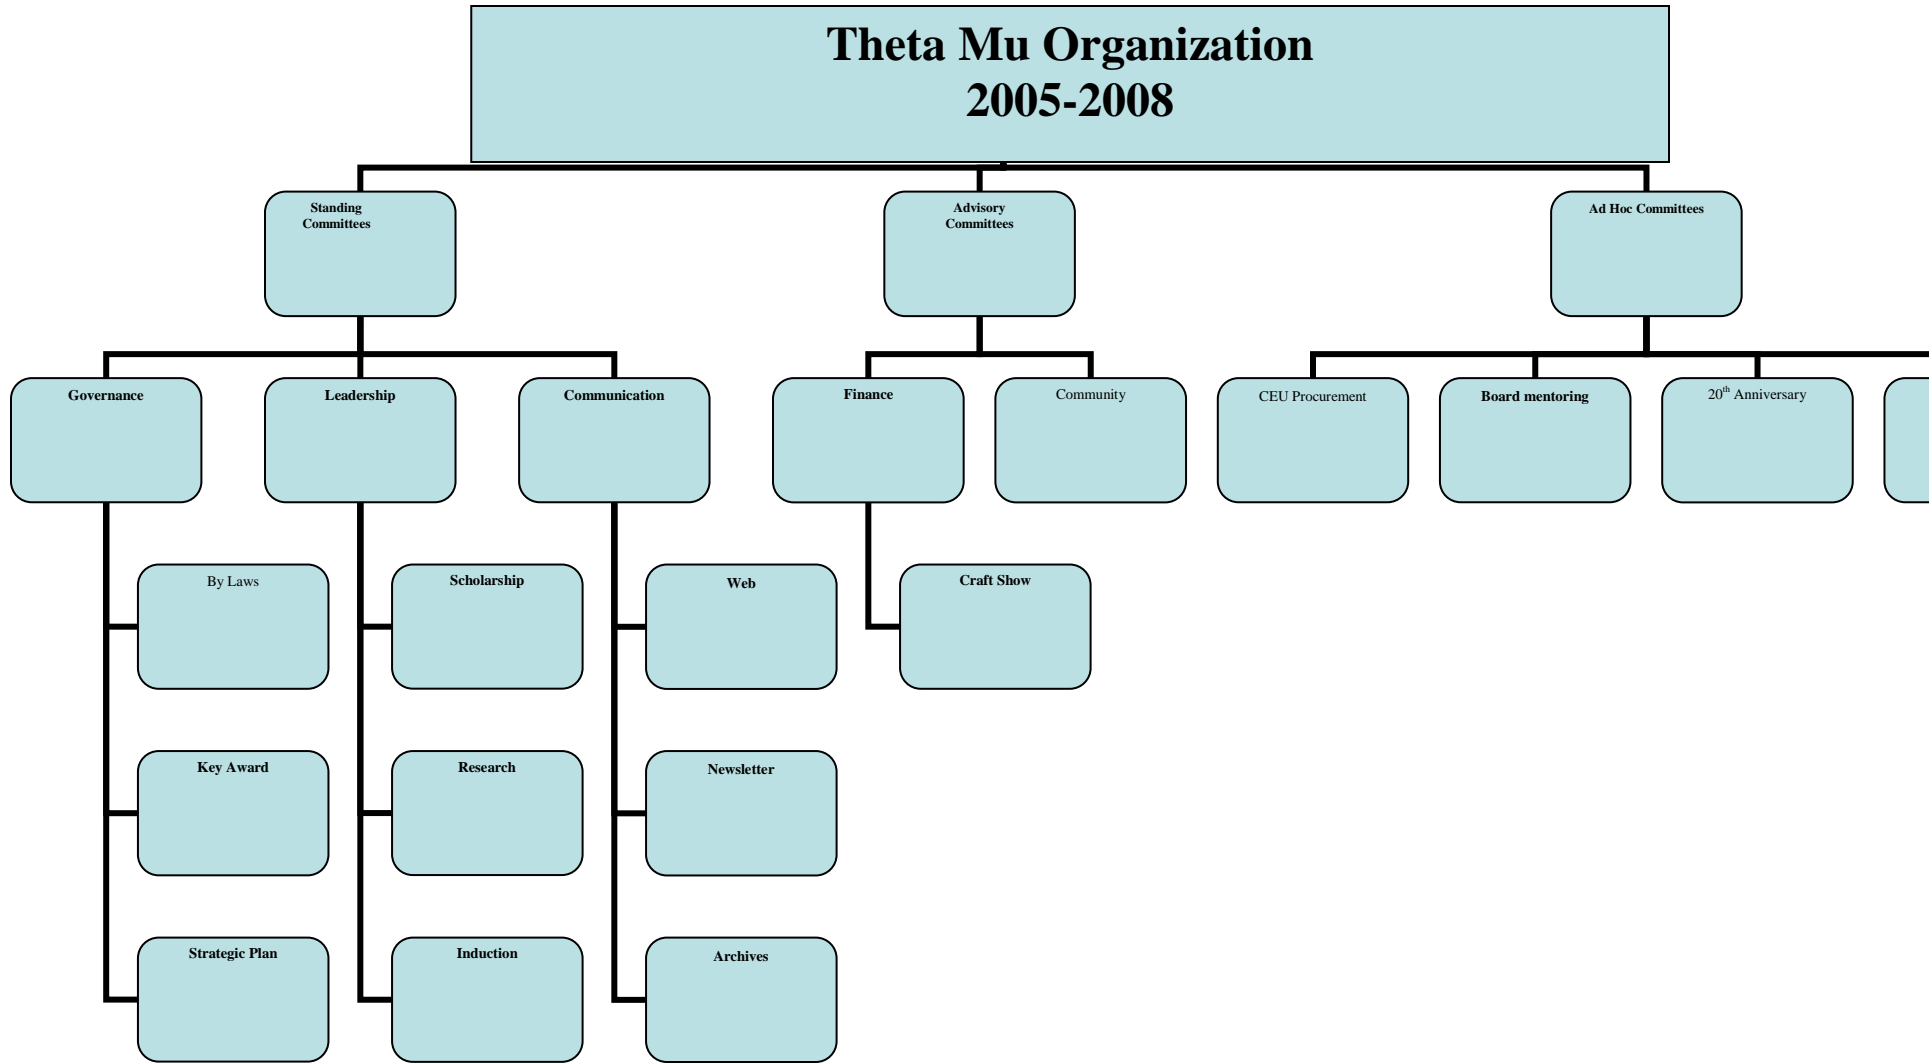 Theta Mu Organization
2005-2008
Standing
Committees
Advisory
Committees
Ad Hoc Committees
Governance
Leadership
Communication
Finance
Community
CEU Procurement
Board mentoring
20th Anniversary
By Laws
Scholarship
Web
Craft Show
Key Award
Research
Newsletter
Strategic Plan
Induction
Archives